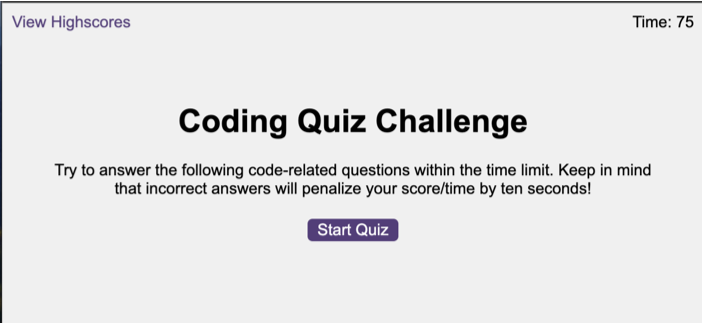 View Highscores
Time: 75
Coding Quiz Challenge
Try to answer the following code-related questions within the time limit. Keep in mind
that incorrect answers will penalize your score/time by ten seconds!
Start Quiz